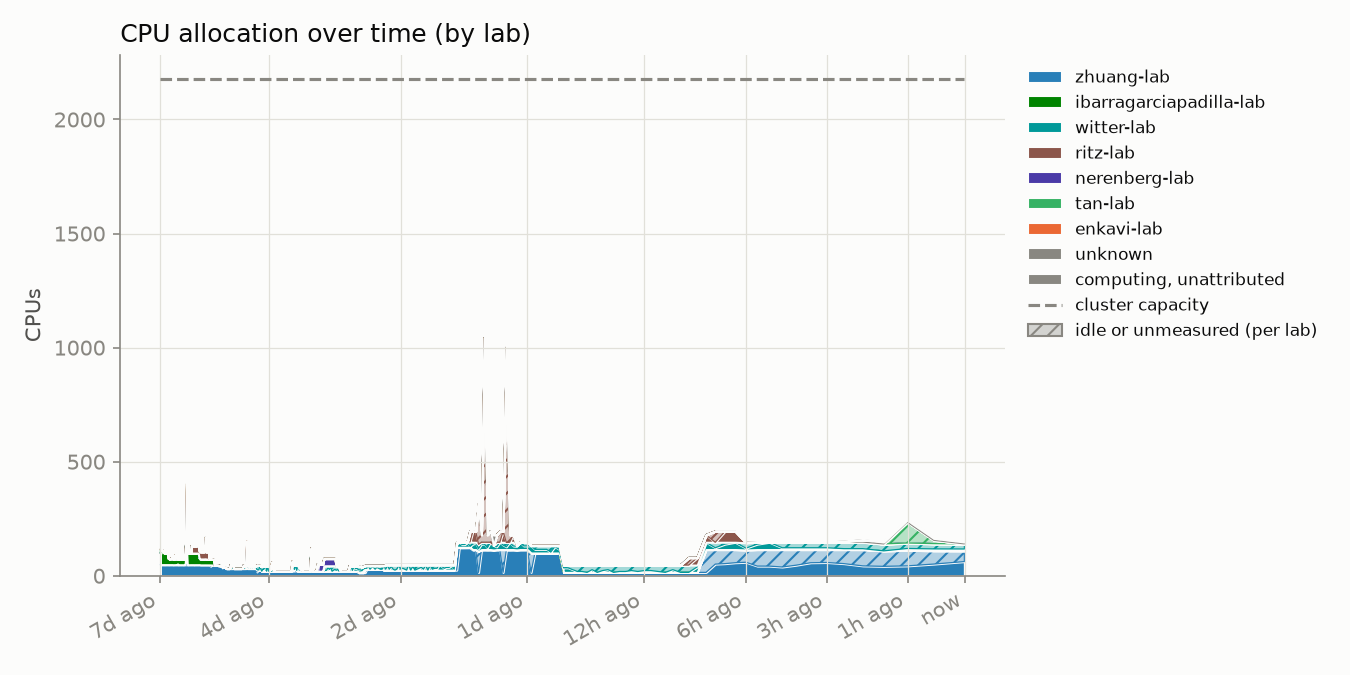 CPU allocation over time (by lab)
CPUs
2000
1500
1000
500
0
7d ago
4d ago
2d ago
1d ago
12h ago
6h ago
3h ago
1h ago
now
zhuang-lab
ibarragarciapadilla-lab
witter-lab
ritz-lab
nerenberg-lab
tan-lab
enkavi-lab
unknown
computing, unattributed
cluster capacity
idle or unmeasured (per lab)